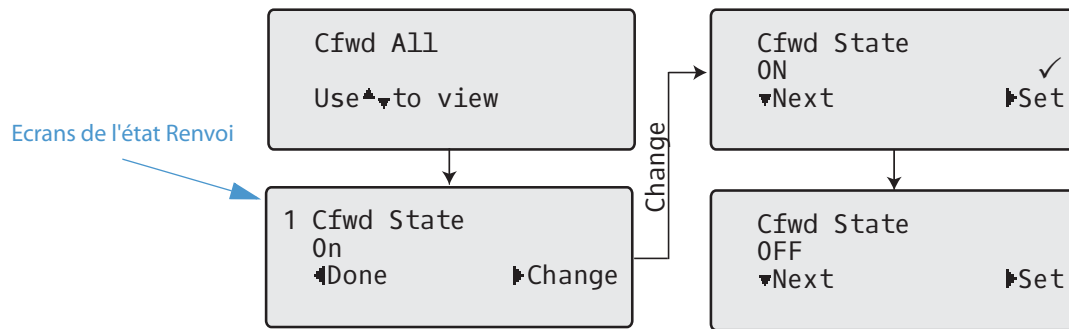 Cfwd All
Use▲▼to view
Ecrans de l'état Renvoi
1 Cfwd State
On
◀Done ▶Change
Change
Cfwd State
ON ✓
▼Next ▶Set
Cfwd State
OFF
▼Next ▶Set